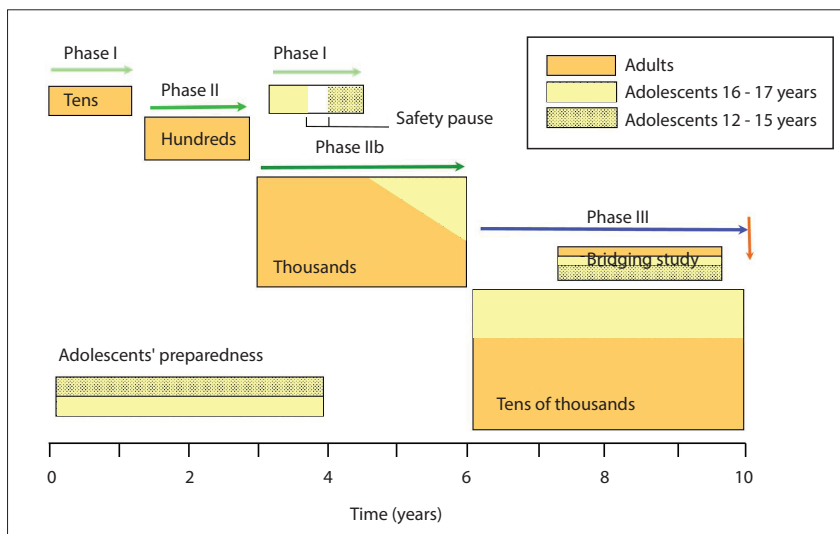 Phase I
Tens
Phase II
Hundreds
Phase I
Safety pause
Adults
Adolescents 16 - 17 years
Adolescents 12 - 15 years
Phase IIb
Thousands
Phase III
Bridging study
Tens of thousands
Adolescents' preparedness
0 2 4 6 8 10
Time (years)